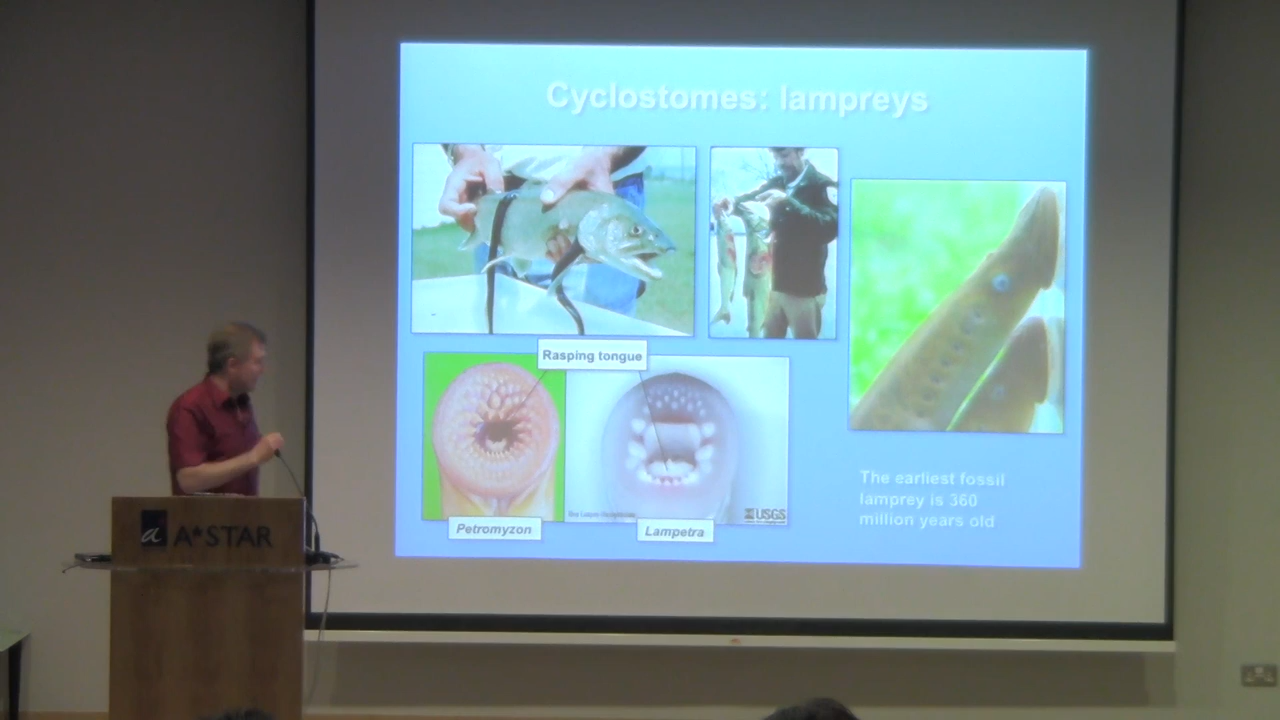 Cyclostomes: lampreys
Rasping tongue
USGS
Petromyzon
Lampetra
The earliest fossil
lamprey is 360
million years old
a A*STAR